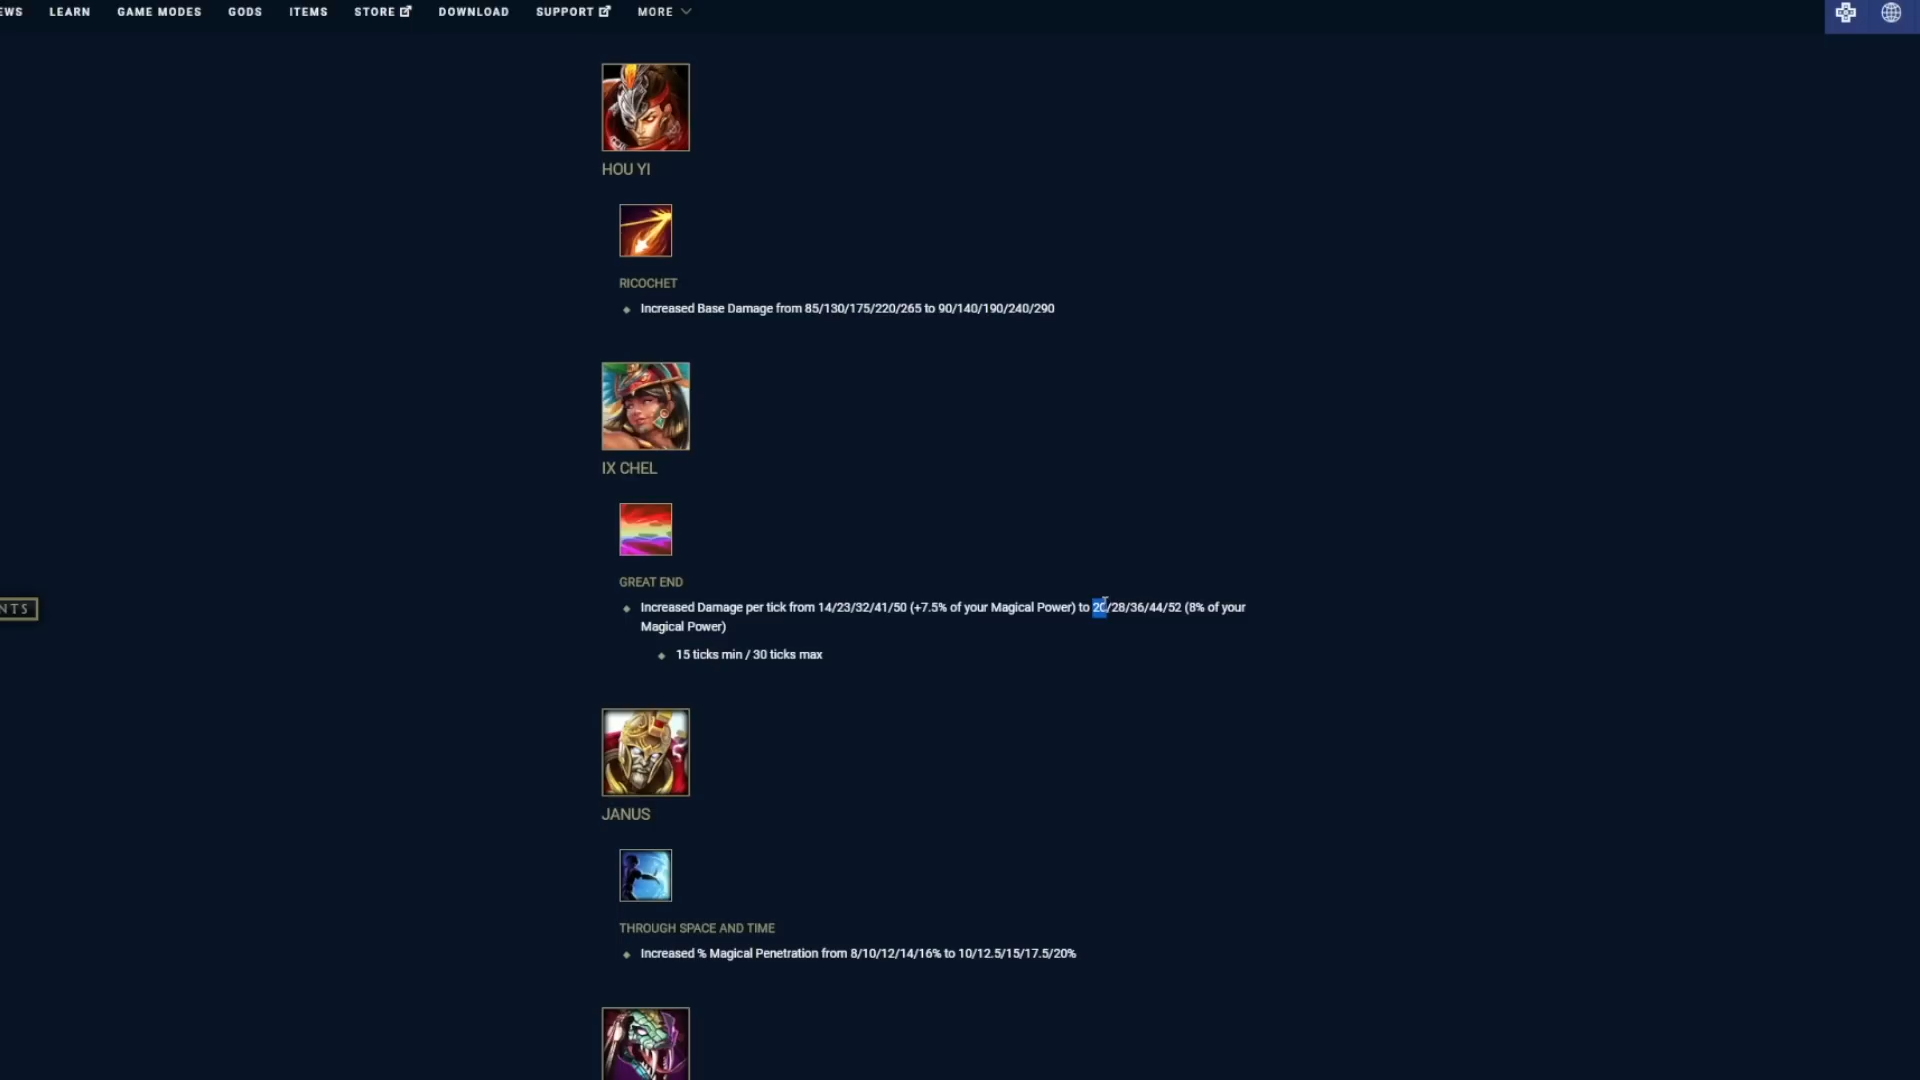 EWS LEARN GAME MODES GODS ITEMS STORE DOWNLOAD SUPPORT MORE
HOU YI
RICOCHET
Increased Base Damage from 85/130/175/220/265 to 90/140/190/240/290
IX CHEL
GREAT END
NTS
Increased Damage per tick from 14/23/32/41/50 (+7.5% of your Magical Power) to 20/28/36/44/52 (8% of your
Magical Power)
15 ticks min / 30 ticks max
JANUS
THROUGH SPACE AND TIME
Increased % Magical Penetration from 8/10/12/14/16% to 10/12.5/15/17.5/20%